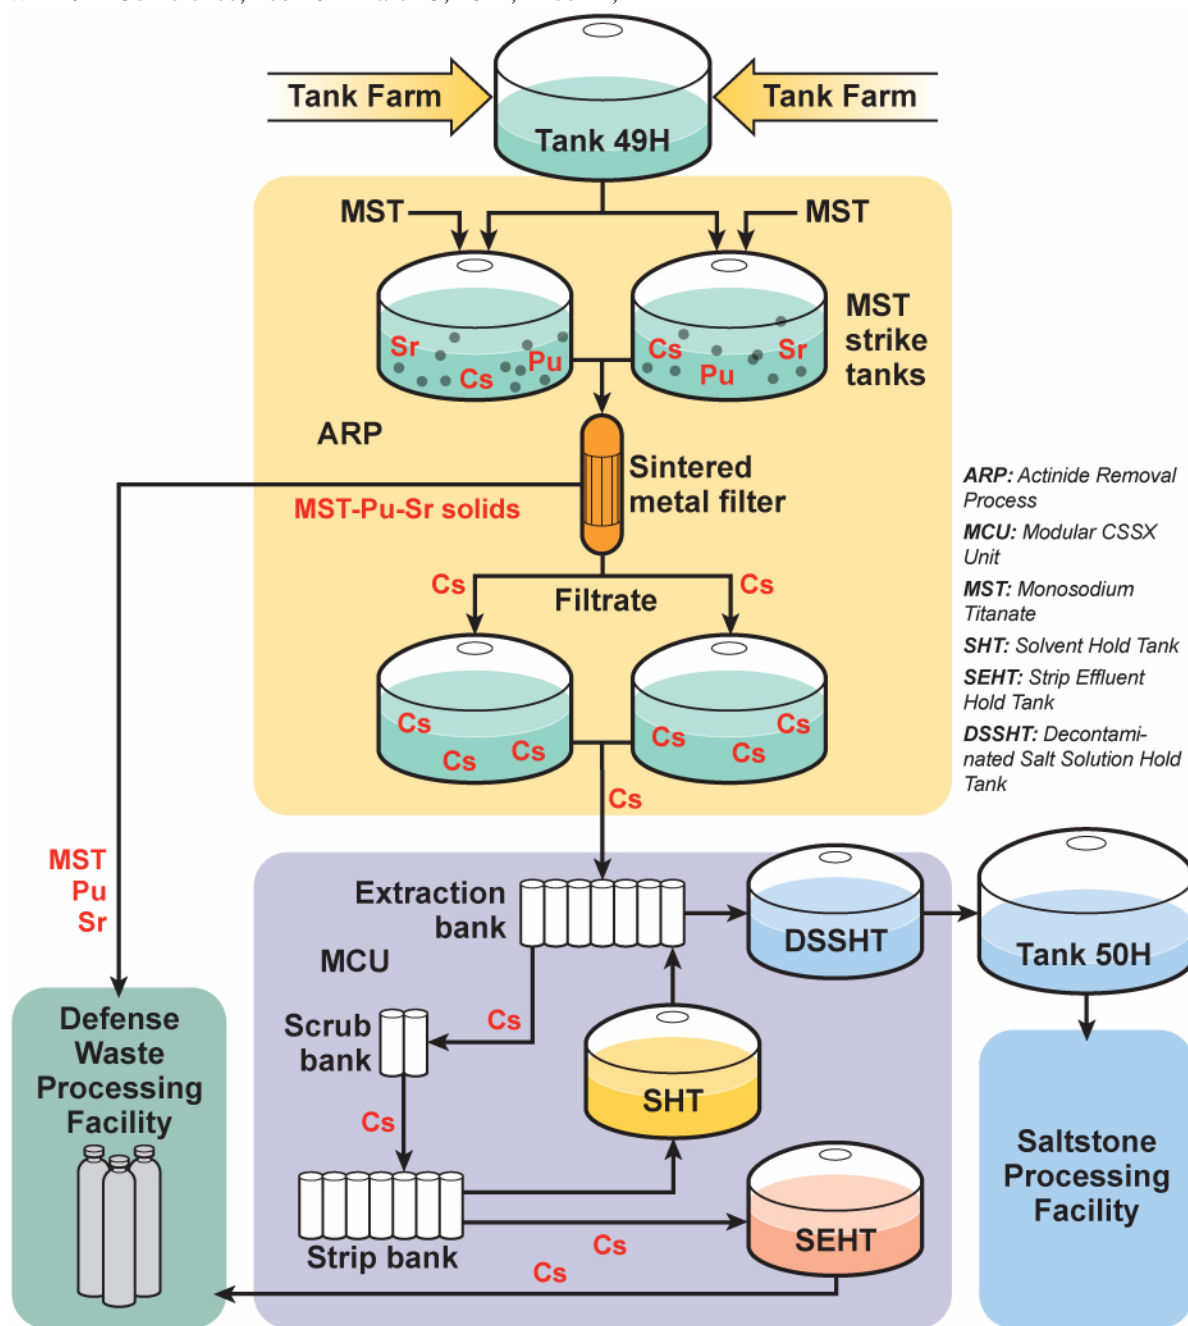 Tank Farm
Tank Farm
Tank 49H
MST
MST
Sr
Cs
Pu
Cs
Pu
Sr
MST
strike
tanks
ARP
Sintered
metal filter
MST-Pu-Sr solids
Cs
Cs
Filtrate
Cs
Cs
Cs
Cs
Cs
Cs
Cs
ARP: Actinide Removal
Process
MCU: Modular CSSX
Unit
MST: Monosodium
Titanate
SHT: Solvent Hold Tank
SEHT: Strip Effluent
Hold Tank
DSSHT: Decontami-
nated Salt Solution Hold
Tank
MST
Pu
Sr
Extraction
bank
DSSHT
Tank 50H
MCU
Cs
Scrub
bank
SHT
Cs
Strip bank
Cs
Cs
SEHT
Defense
Waste
Processing
Facility
Saltstone
Processing
Facility